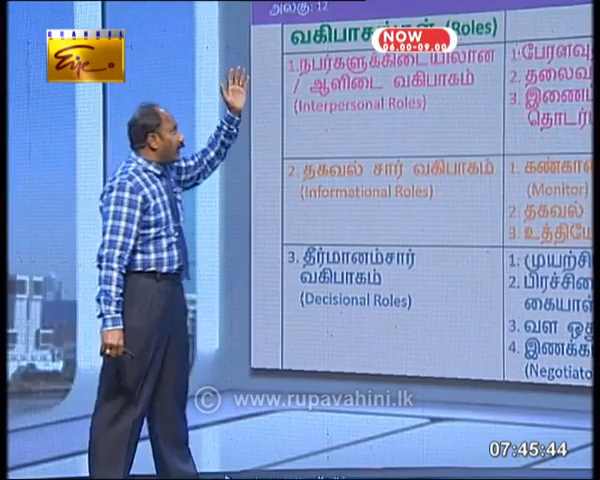 CHANNEL
Eye
அலகு: 12
(Roles)
NOW
06.00-09.00
1. நபர்களுக்கிடையிலான
/ ஆளிடை வகிபாகம்
(Interpersonal Roles)
1. பேரளவு
2. தலைவ
3. இணைப்
தொடர்
2. தகவல் சார் வகிபாகம்
(Informational Roles)
1. கண்கா
(Monitor)
2. தகவல்
3. உத்தியே
3. தீர்மானம்சார்
வகிபாகம்
(Decisional Roles)
1. முயற்சி
2. பிரச்சினை
கையாள்
3. வள ஒது
4. இணக்க
(Negotiato
© www.rupavahini.lk
07:45:44